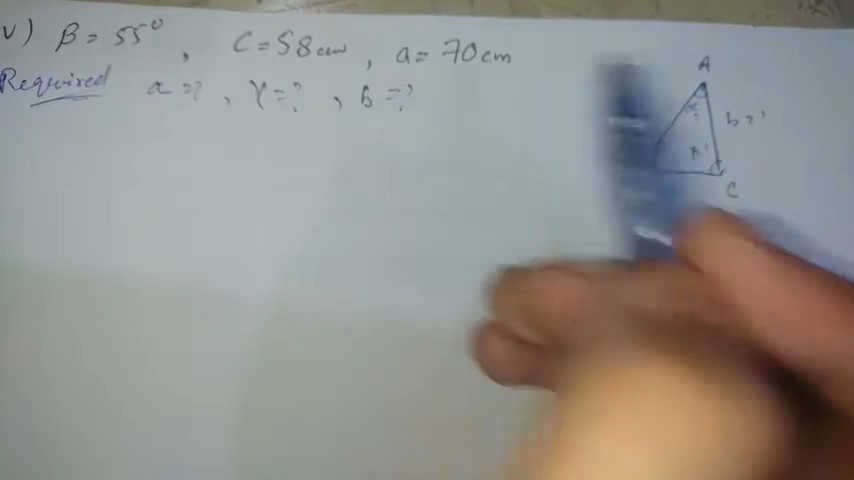 v) β = 55° , C = 58 cm , a = 70 cm
Required a = ? , γ = ? , b = ?
A
b = ?
C